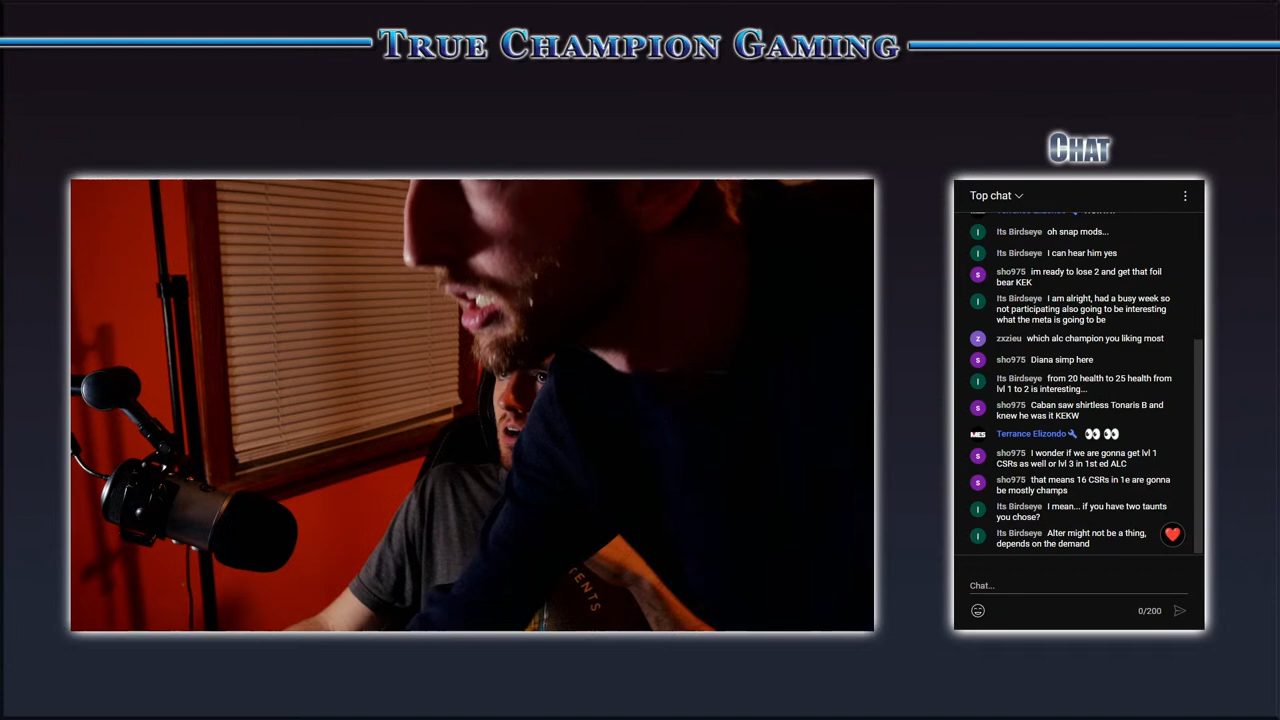 True Champion Gaming
Chat
Top chat
Its Birdseye oh snap mods...
Its Birdseye I can hear him yes
sho975 im ready to lose 2 and get that foil
bear KEK
Its Birdseye I am alright, had a busy week so
not participating also going to be interesting
what the meta is going to be
zxzieu which alc champion you liking most
sho975 Diana simp here
Its Birdseye from 20 health to 25 health from
lvl 1 to 2 is interesting...
sho975 Caban saw shirtless Tonaris B and
knew he was it KEKW
MES Terrance Elizondo 👀 👀
sho975 I wonder if we are gonna get lvl 1
CSRs as well or lvl 3 in 1st ed ALC
sho975 that means 16 CSRs in 1e are gonna
be mostly champs
Its Birdseye I mean... if you have two taunts
you chose?
Its Birdseye Alter might not be a thing,
depends on the demand
Chat...
0/200
TENTS